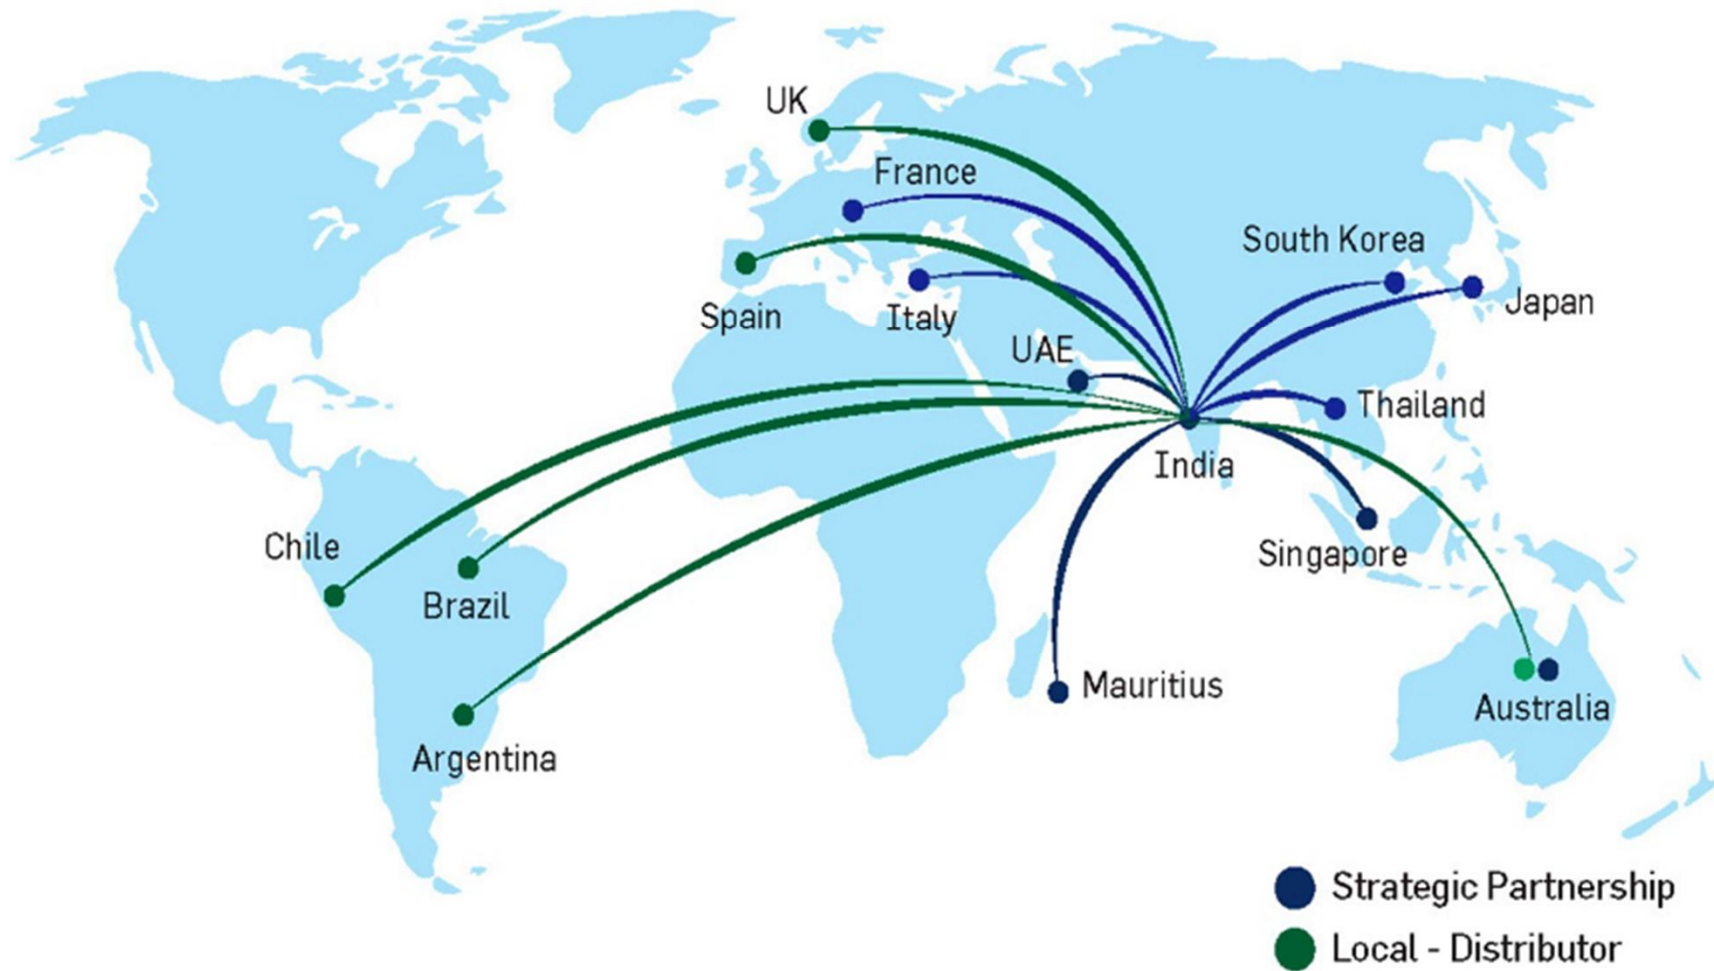 UK
France
South Korea
Spain
Italy
Japan
UAE
Thailand
India
Chile
Singapore
Brazil
Mauritius
Australia
Argentina
Strategic Partnership
Local - Distributor